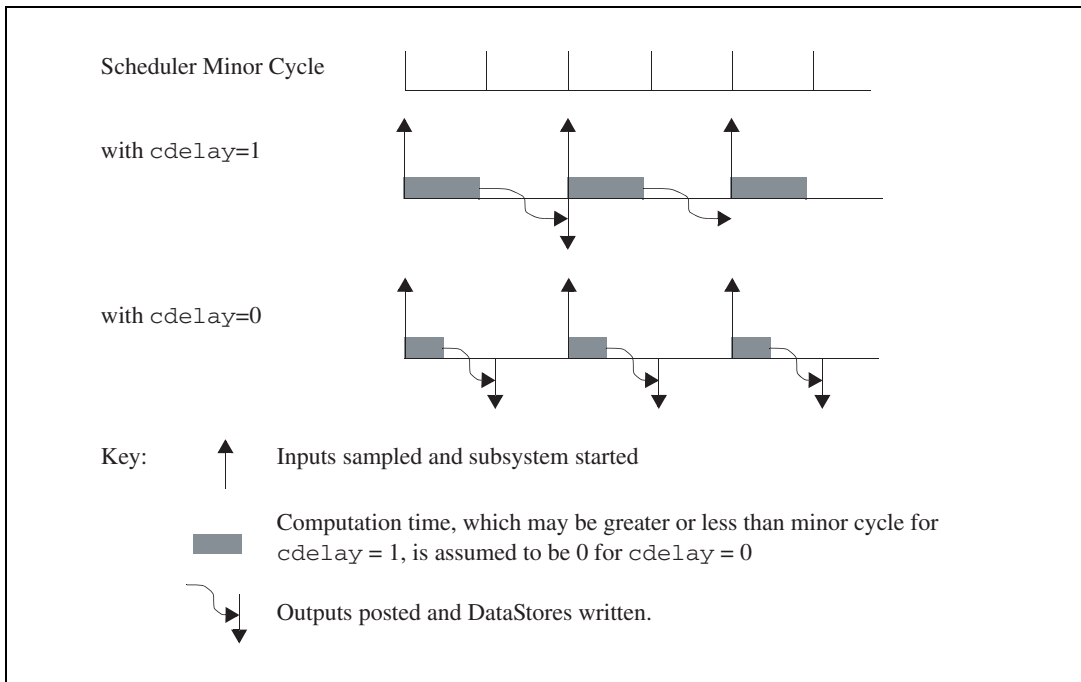 Scheduler Minor Cycle
with cdelay=1
with cdelay=0
Key:
Inputs sampled and subsystem started
Computation time, which may be greater or less than minor cycle for
cdelay = 1, is assumed to be 0 for cdelay = 0
Outputs posted and DataStores written.